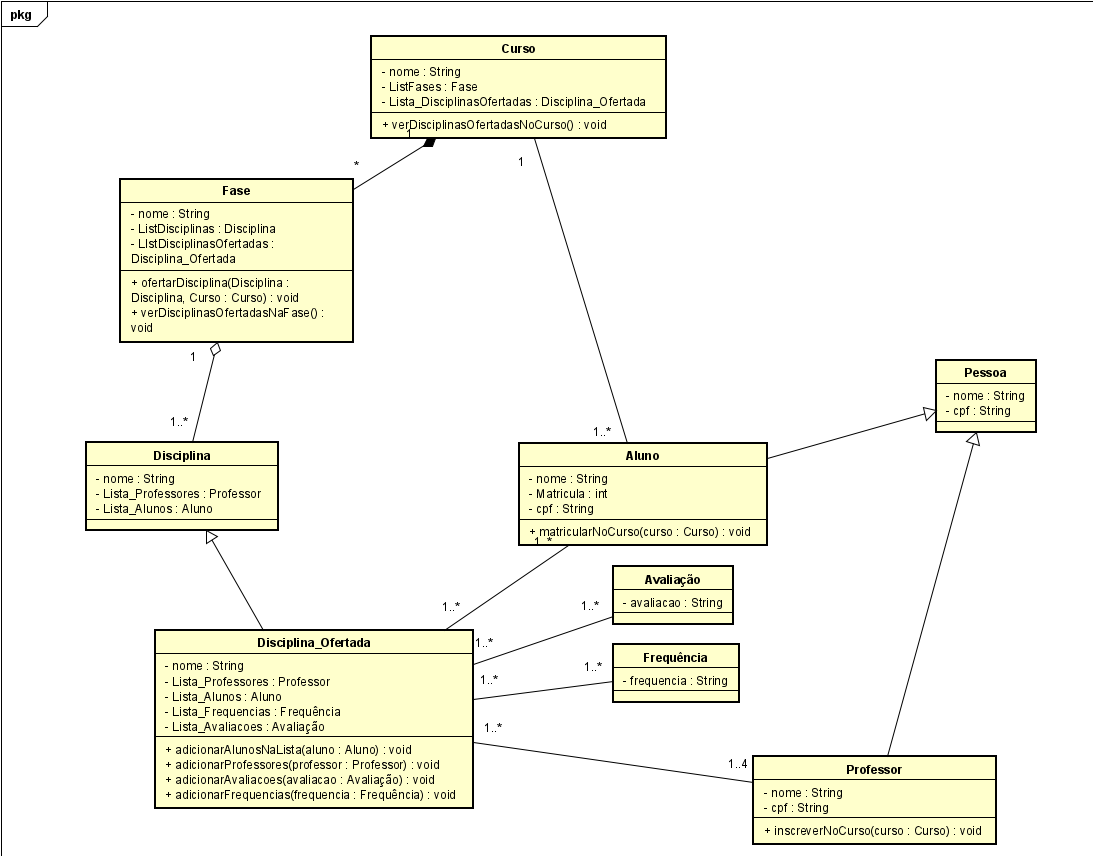 pkg
Curso
- nome : String
- ListFases : Fase
- Lista_DisciplinasOfertadas : Disciplina_Ofertada
+ verDisciplinasOfertadasNoCurso() : void
1
*
1
Fase
- nome : String
- ListDisciplinas : Disciplina
- LIstDisciplinasOfertadas :
Disciplina_Ofertada
+ ofertarDisciplina(Disciplina :
Disciplina, Curso : Curso) : void
+ verDisciplinasOfertadasNaFase() :
void
1
1..*
Pessoa
- nome : String
- cpf : String
1..*
Disciplina
- nome : String
- Lista_Professores : Professor
- Lista_Alunos : Aluno
Aluno
- nome : String
- Matricula : int
- cpf : String
+ matricularNoCurso(curso : Curso) : void
1..*
1..*
Avaliação
- avaliacao : String
1..*
1..*
Frequência
- frequencia : String
1..*
1..*
Disciplina_Ofertada
- nome : String
- Lista_Professores : Professor
- Lista_Alunos : Aluno
- Lista_Frequencias : Frequência
- Lista_Avaliacoes : Avaliação
+ adicionarAlunosNaLista(aluno : Aluno) : void
+ adicionarProfessores(professor : Professor) : void
+ adicionarAvaliacoes(avaliacao : Avaliação) : void
+ adicionarFrequencias(frequencia : Frequência) : void
1..*
1..4
Professor
- nome : String
- cpf : String
+ inscreverNoCurso(curso : Curso) : void